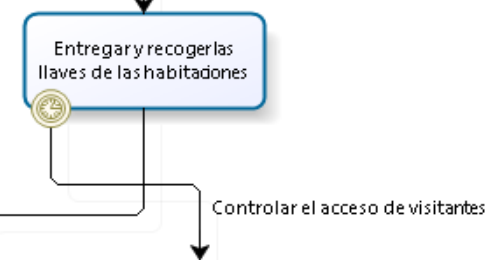 Entregar y recoger las
llaves de las habitaciones
Controlar el acceso de visitantes